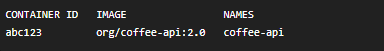 CONTAINER ID   IMAGE                NAMES
abc123         org/coffee-api:2.0   coffee-api